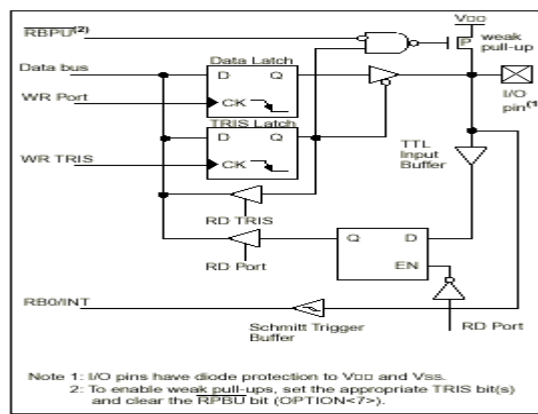 VDD
RBPU(2)
P
weak
pull-up
Data bus
Data Latch
D Q
WR Port
CK
I/O
pin(1
TRIS Latch
D Q
WR TRIS
CK
TTL
Input
Buffer
RD TRIS
Q D
RD Port
EN
RB0/INT
Schmitt Trigger
Buffer
RD Port
Note 1: I/O pins have diode protection to VDD and VSS.
2: To enable weak pull-ups, set the appropriate TRIS bit(s)
and clear the RPBU bit (OPTION<7>).